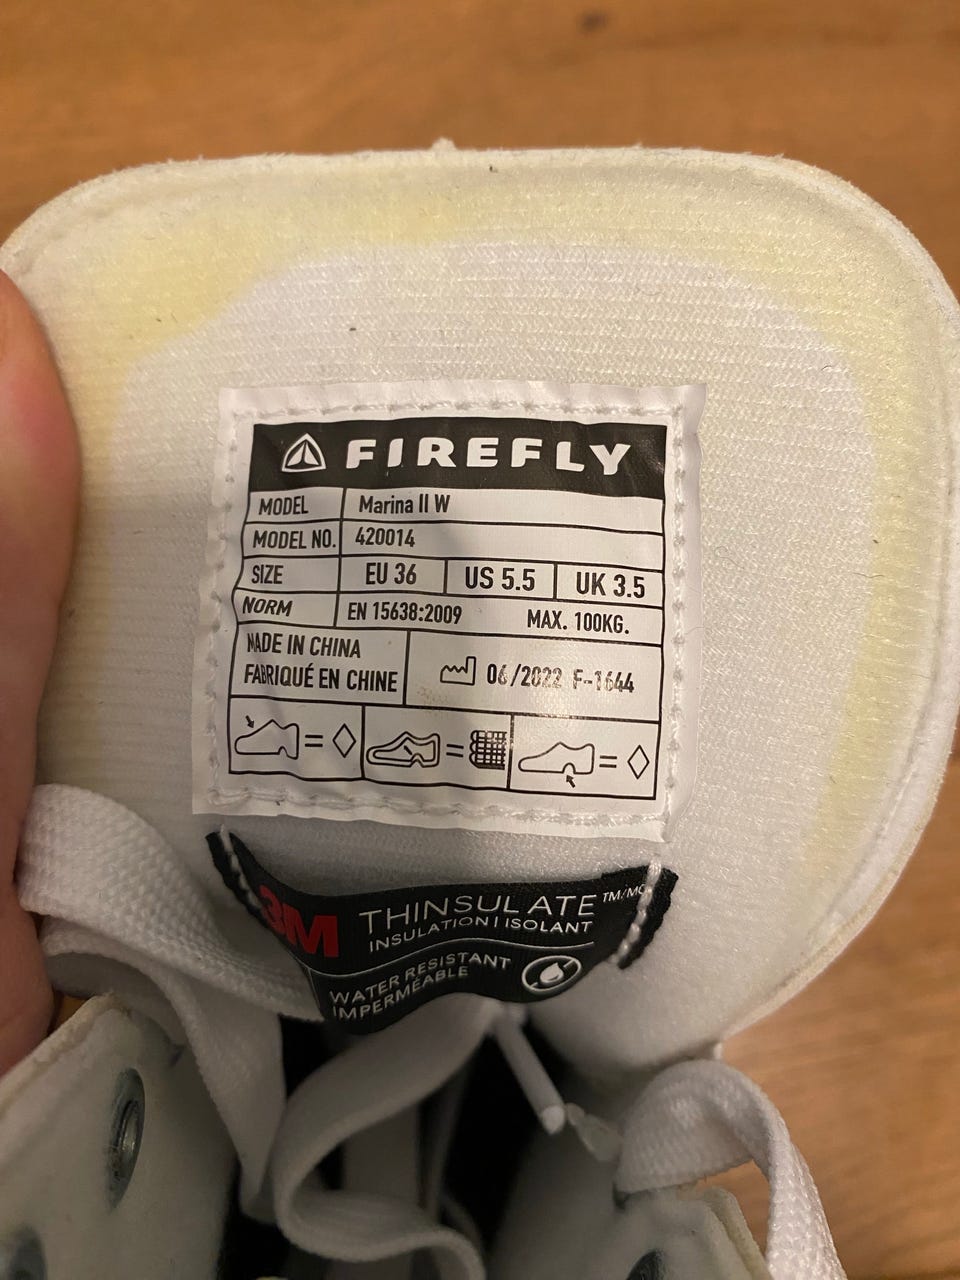 FIREFLY
MODEL Marina II W
MODEL NO. 420014
SIZE EU 36 US 5.5 UK 3.5
NORM EN 15638:2009 MAX. 100KG.
MADE IN CHINA
FABRIQUÉ EN CHINE
06/2022 F-1644
= = =
3M THINSULATE TM/MC
INSULATION | ISOLANT
WATER RESISTANT
IMPERMÉABLE